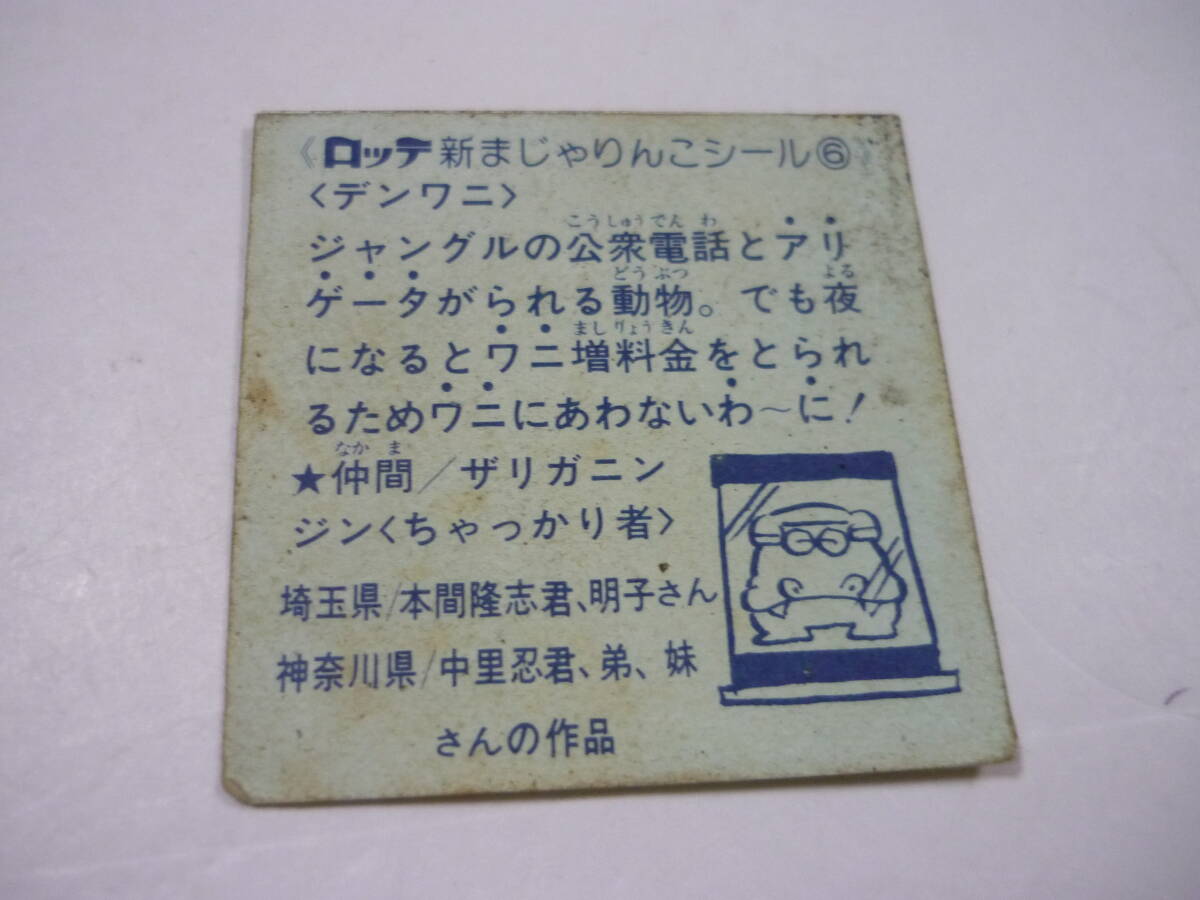 《ロッテ 新まじゃりんこシール⑥
〈デンワニ〉
ジャングルの公衆電話とアリ
ゲータがられる動物。でも夜
になるとワニ増料金をとられ
るためワニにあわないわ〜に!
★仲間/ザリガニン
ジン〈ちゃっかり者〉
埼玉県/本間隆志君、明子さん
神奈川県/中里忍君、弟、妹
さんの作品